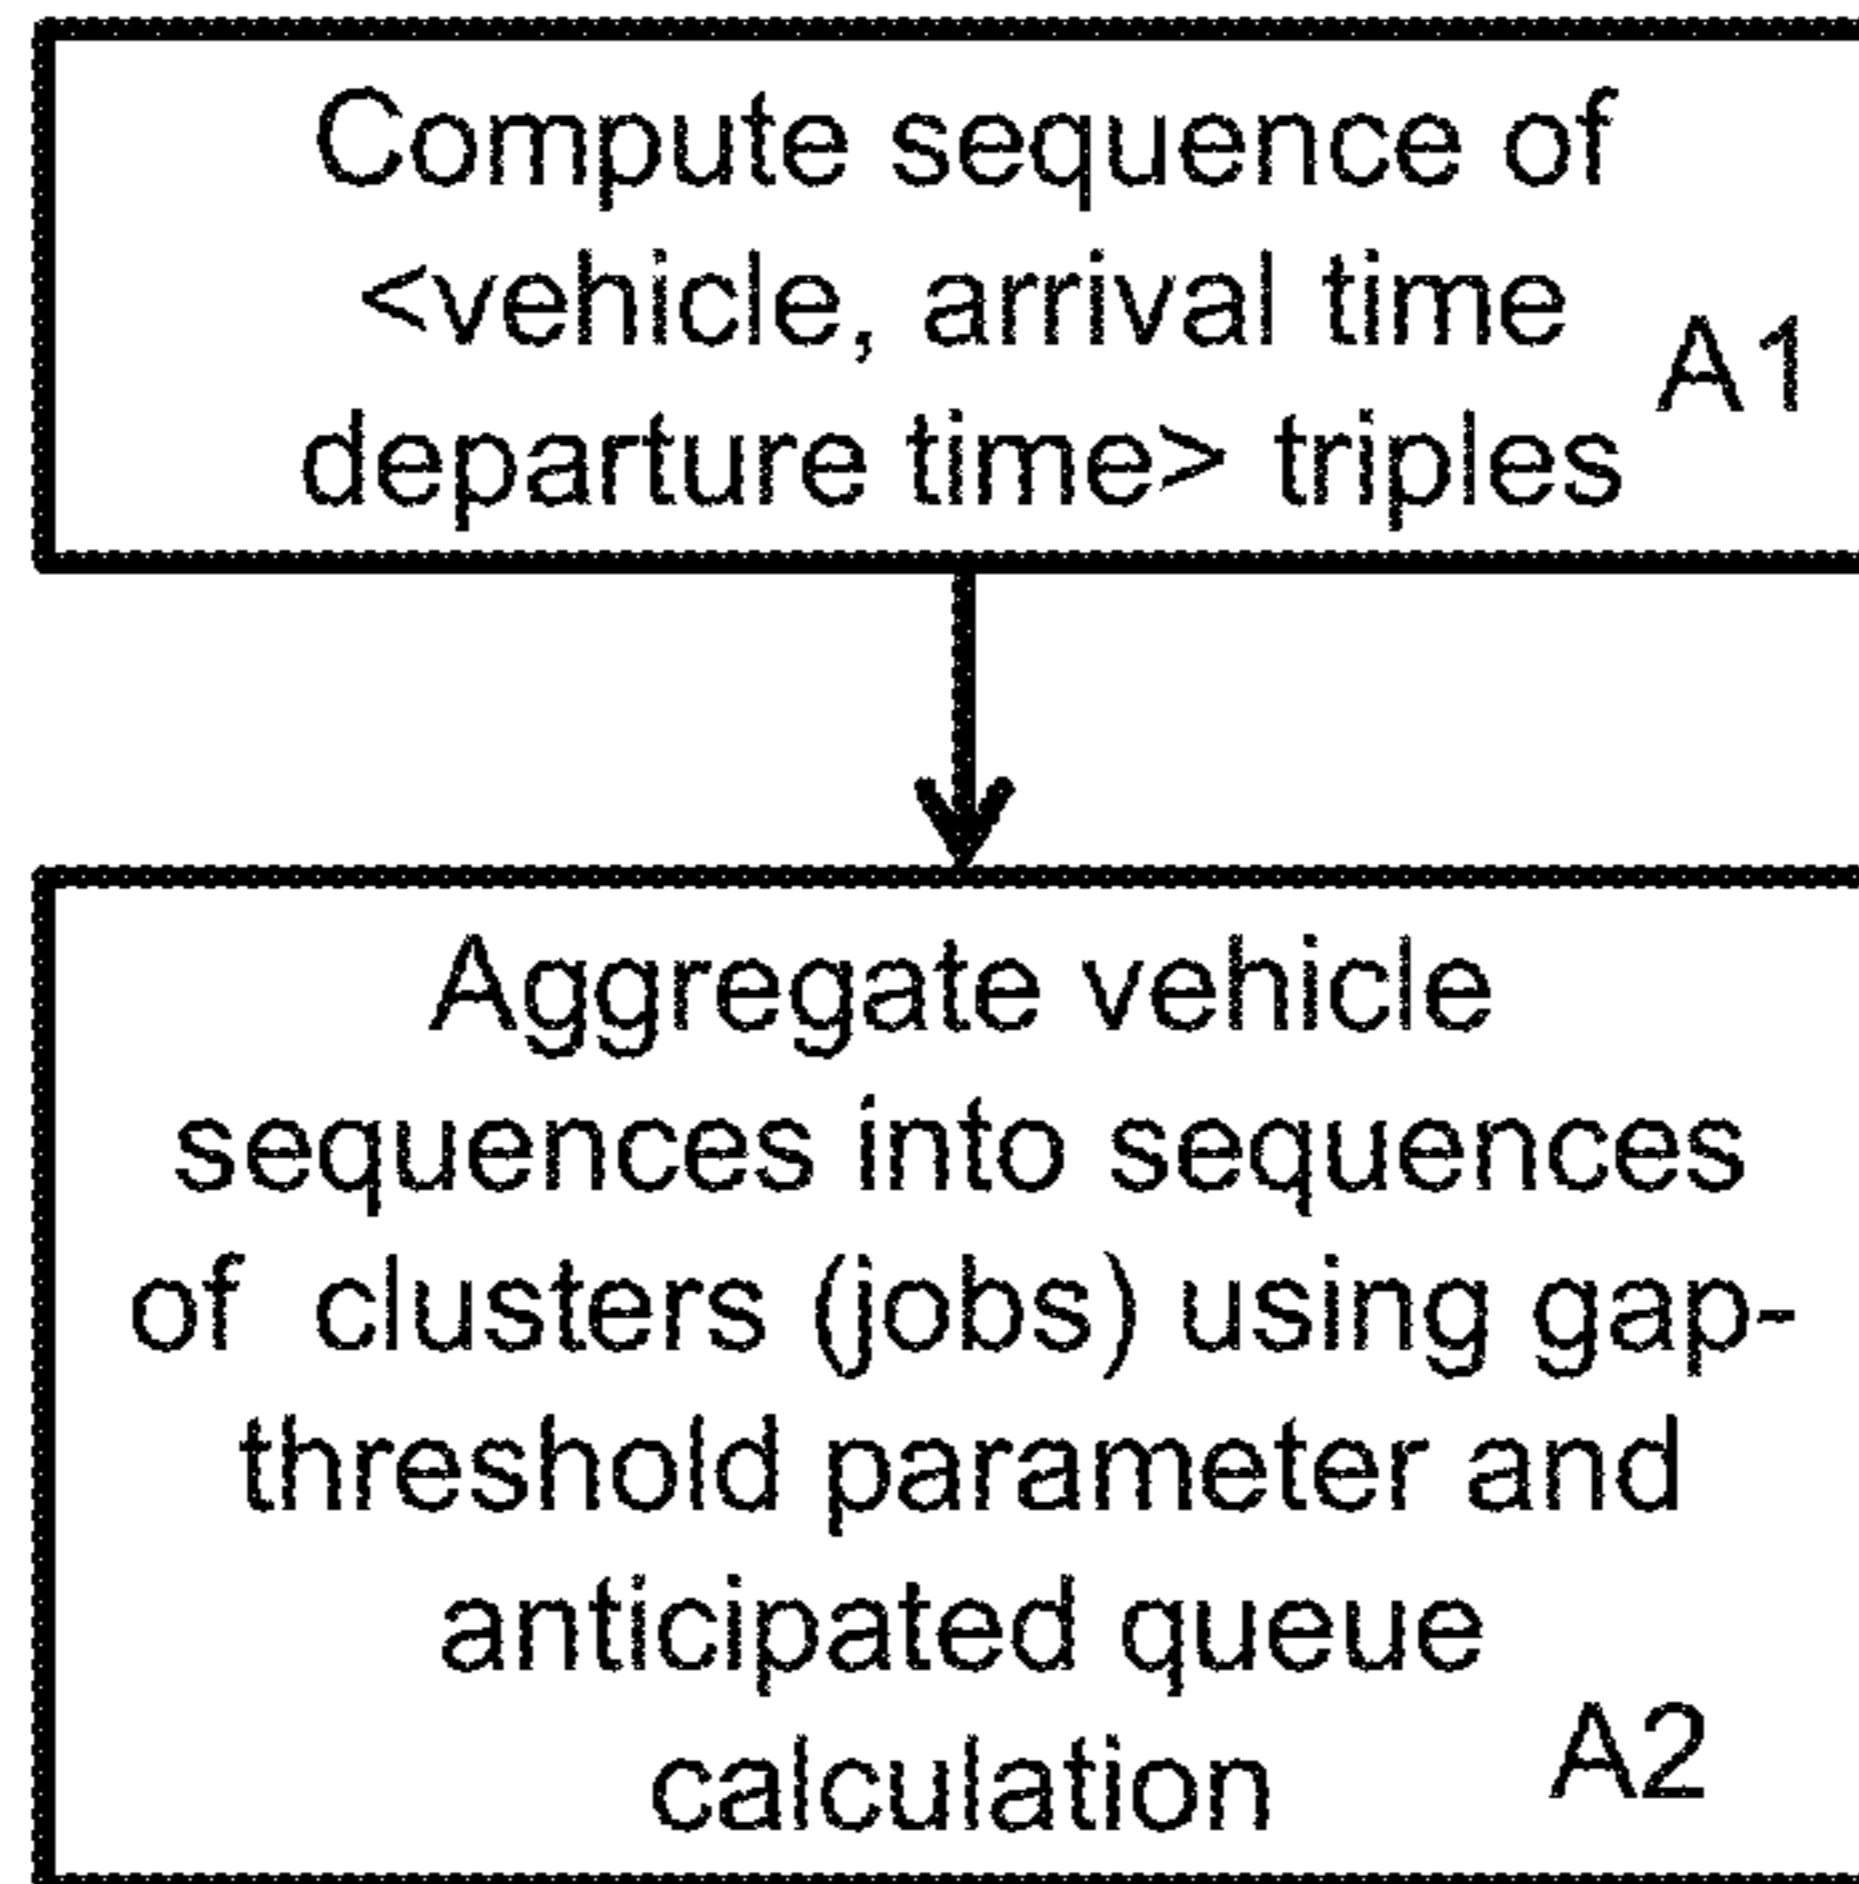 Compute sequence of
<vehicle, arrival time
departure time> triples
A1
Aggregate vehicle
sequences into sequences
of clusters (jobs) using gap-
threshold parameter and
anticipated queue
calculation
A2